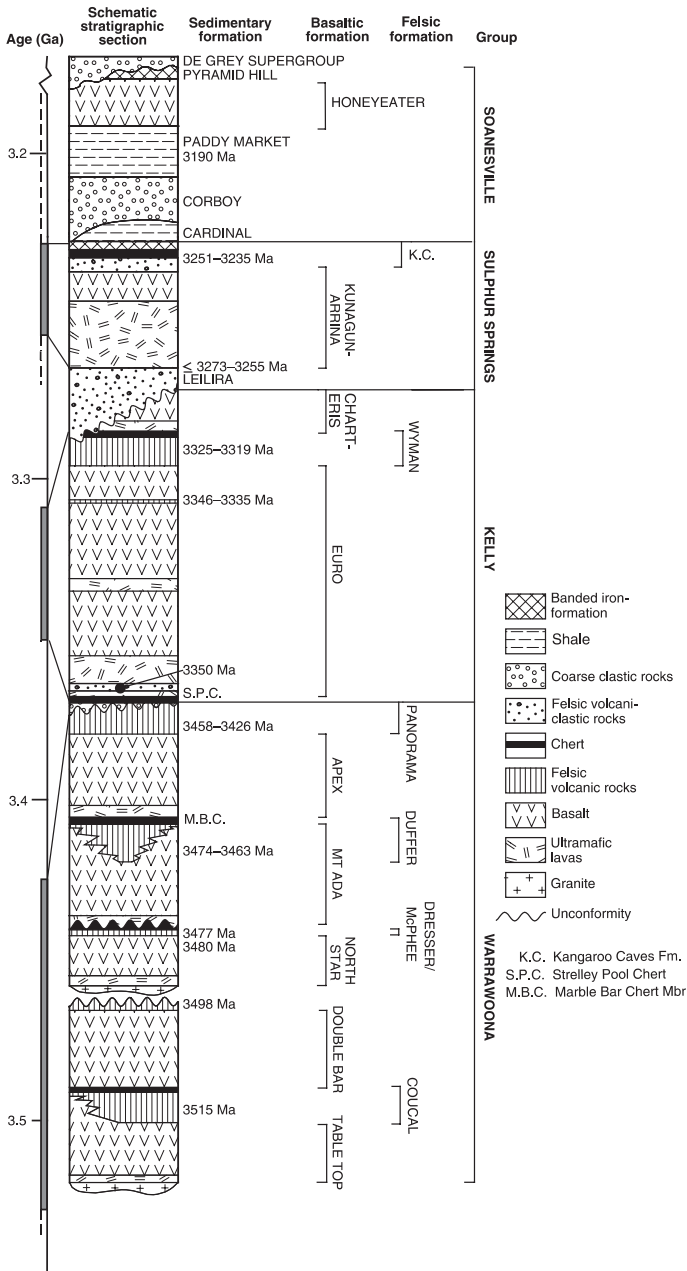 Age (Ga)
Schematic
stratigraphic
section
Sedimentary
formation
Basaltic
formation
Felsic
formation
Group
DE GREY SUPERGROUP
PYRAMID HILL
HONEYEATER
3.2
PADDY MARKET
3190 Ma
CORBOY
CARDINAL
SOANESVILLE
3251–3235 Ma
K.C.
KUNAGUN-
ARRINA
SULPHUR SPRINGS
≤ 3273–3255 Ma
LEILIRA
CHART-
ERIS
WYMAN
3325–3319 Ma
3.3
3346–3335 Ma
EURO
KELLY
3350 Ma
S.P.C.
3458–3426 Ma
PANORAMA
APEX
3.4
M.B.C.
DUFFER
3474–3463 Ma
MT ADA
DRESSER/
McPHEE
3477 Ma
3480 Ma
NORTH
STAR
WARRAWOONA
3498 Ma
DOUBLE BAR
COUCAL
3515 Ma
3.5
TABLE TOP
Banded iron-
formation
Shale
Coarse clastic rocks
Felsic volcani-
clastic rocks
Chert
Felsic
volcanic rocks
Basalt
Ultramafic
lavas
Granite
Unconformity
K.C. Kangaroo Caves Fm.
S.P.C. Strelley Pool Chert
M.B.C. Marble Bar Chert Mbr